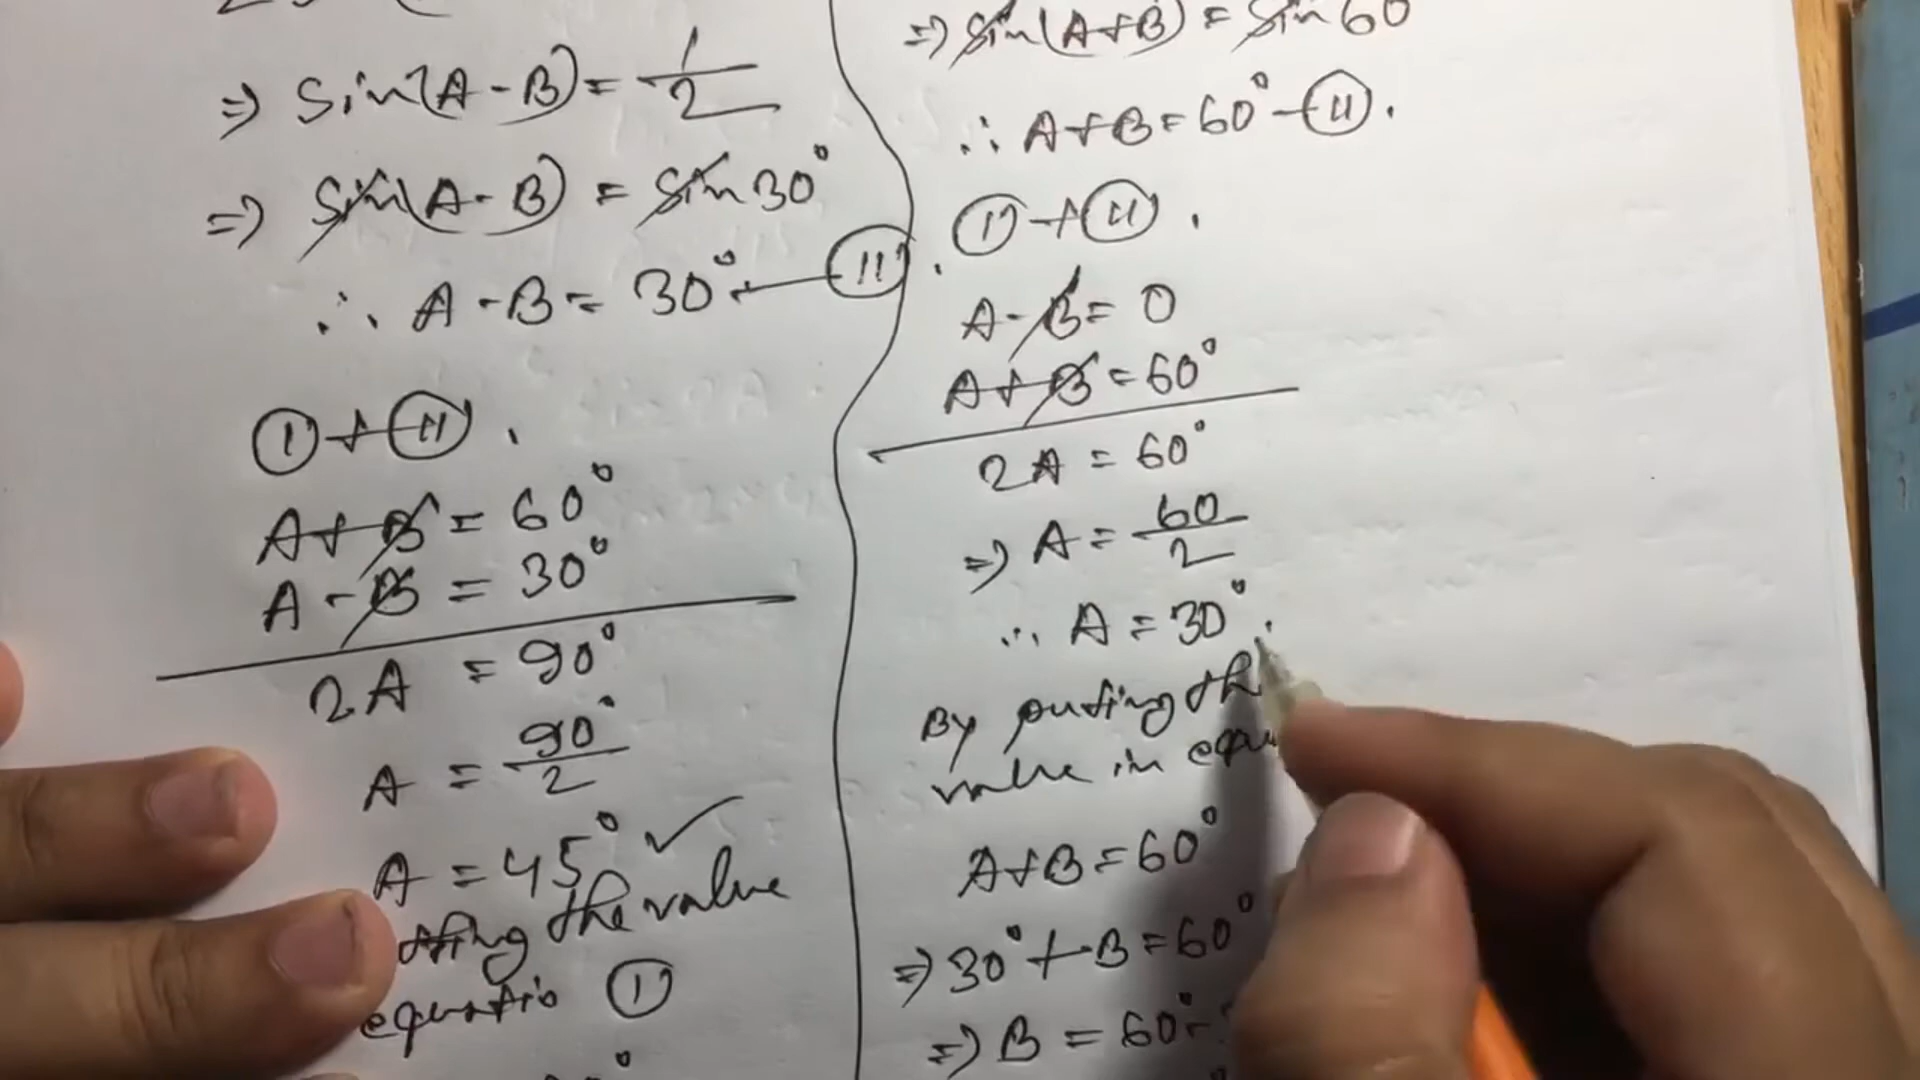 => Sin(A - B) = 1/2
=> Sin(A - B) = Sin 30°
∴ A - B = 30° — (II)
(I) + (II).
A + B = 60°
A - B = 30°
2A = 90°
A = 90°/2
A = 45° ✓
the value
equatio (I)
=> Sin(A + B) = Sin 60
∴ A + B = 60° — (II).
(I) + (II).
A - B = 0
A + B = 60°
2A = 60°
=> A = 60/2
∴ A = 30°.
By puting th
value in equ
A + B = 60°
=> 30° + B = 60°
=> B = 60° -